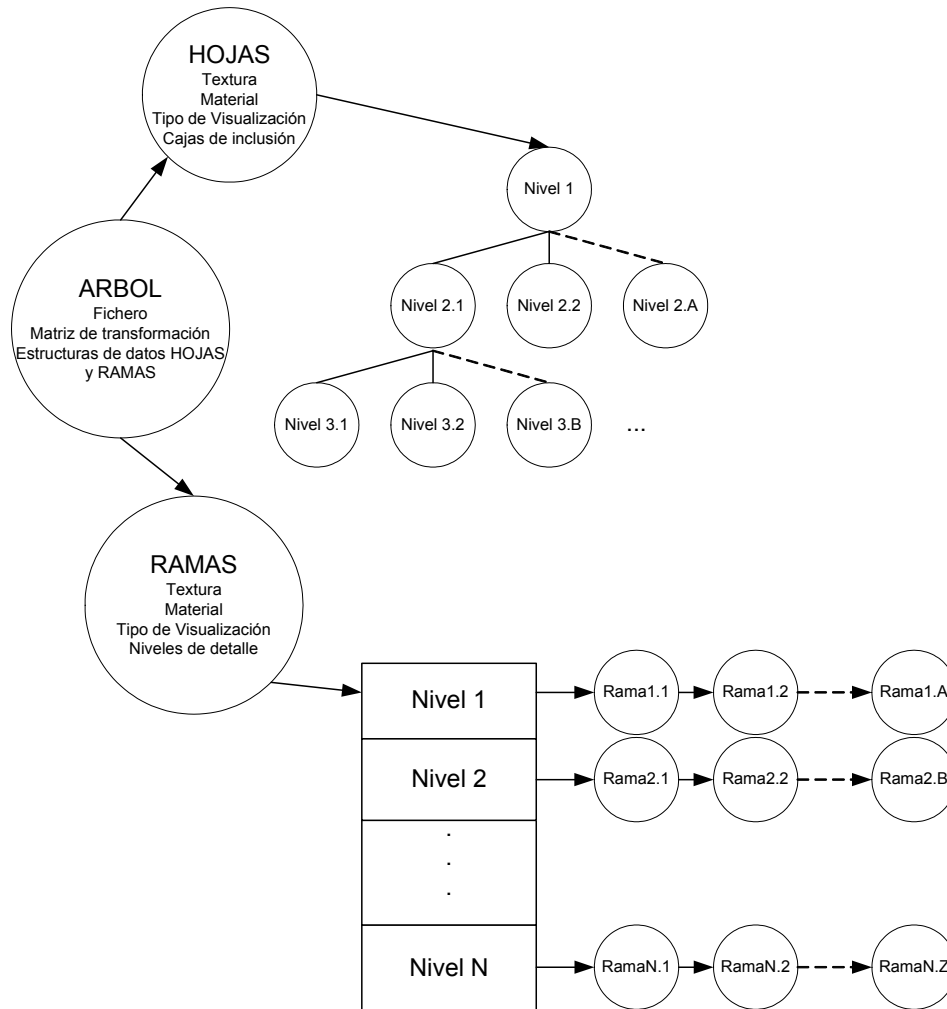 HOJAS
Textura
Material
Tipo de Visualización
Cajas de inclusión
Nivel 1
ARBOL
Fichero
Matriz de transformación
Estructuras de datos HOJAS
y RAMAS
Nivel 2.1
Nivel 2.2
Nivel 2.A
Nivel 3.1
Nivel 3.2
Nivel 3.B
...
RAMAS
Textura
Material
Tipo de Visualización
Niveles de detalle
Nivel 1
Rama1.1
Rama1.2
Rama1.A
Nivel 2
Rama2.1
Rama2.2
Rama2.B
.
.
.
Nivel N
RamaN.1
RamaN.2
RamaN.Z